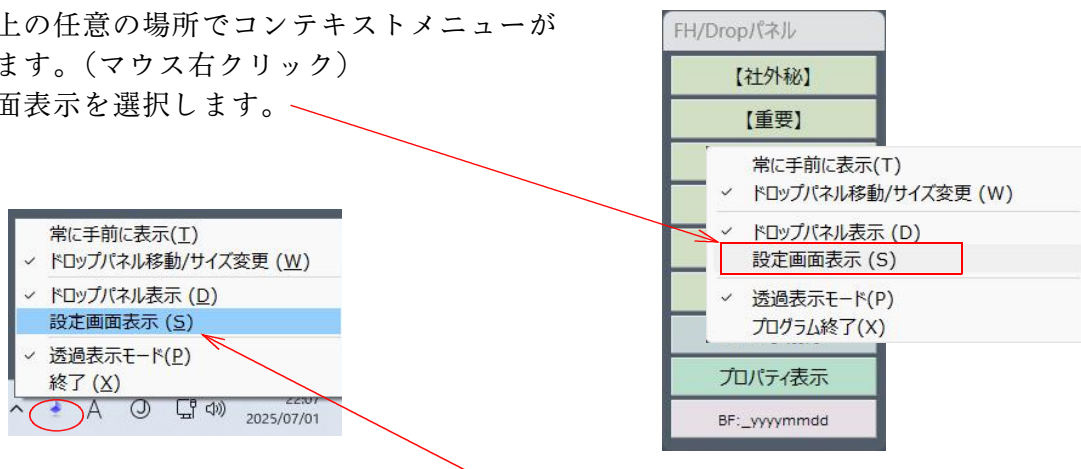 上の任意の場所でコンテキストメニューが
ます。（マウス右クリック）
面表示を選択します。
常に手前に表示(T)
ドロップパネル移動/サイズ変更 (W)
ドロップパネル表示 (D)
設定画面表示 (S)
透過表示モード(P)
終了 (X)
A
22:07
2025/07/01
FH/Dropパネル
【社外秘】
【重要】
常に手前に表示(T)
ドロップパネル移動/サイズ変更 (W)
ドロップパネル表示 (D)
設定画面表示 (S)
透過表示モード(P)
プログラム終了(X)
プロパティ表示
BF:_yyyymmdd